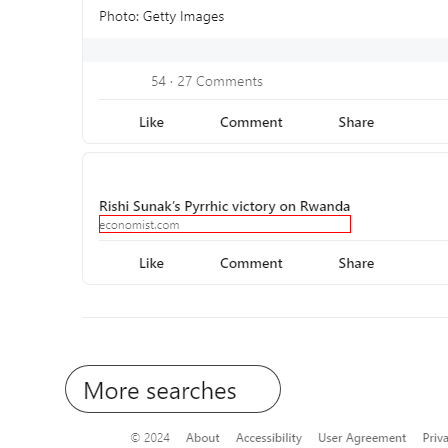 Photo: Getty Images
54 · 27 Comments
Like Comment Share
Rishi Sunak's Pyrrhic victory on Rwanda
economist.com
Like Comment Share
More searches
© 2024 About Accessibility User Agreement